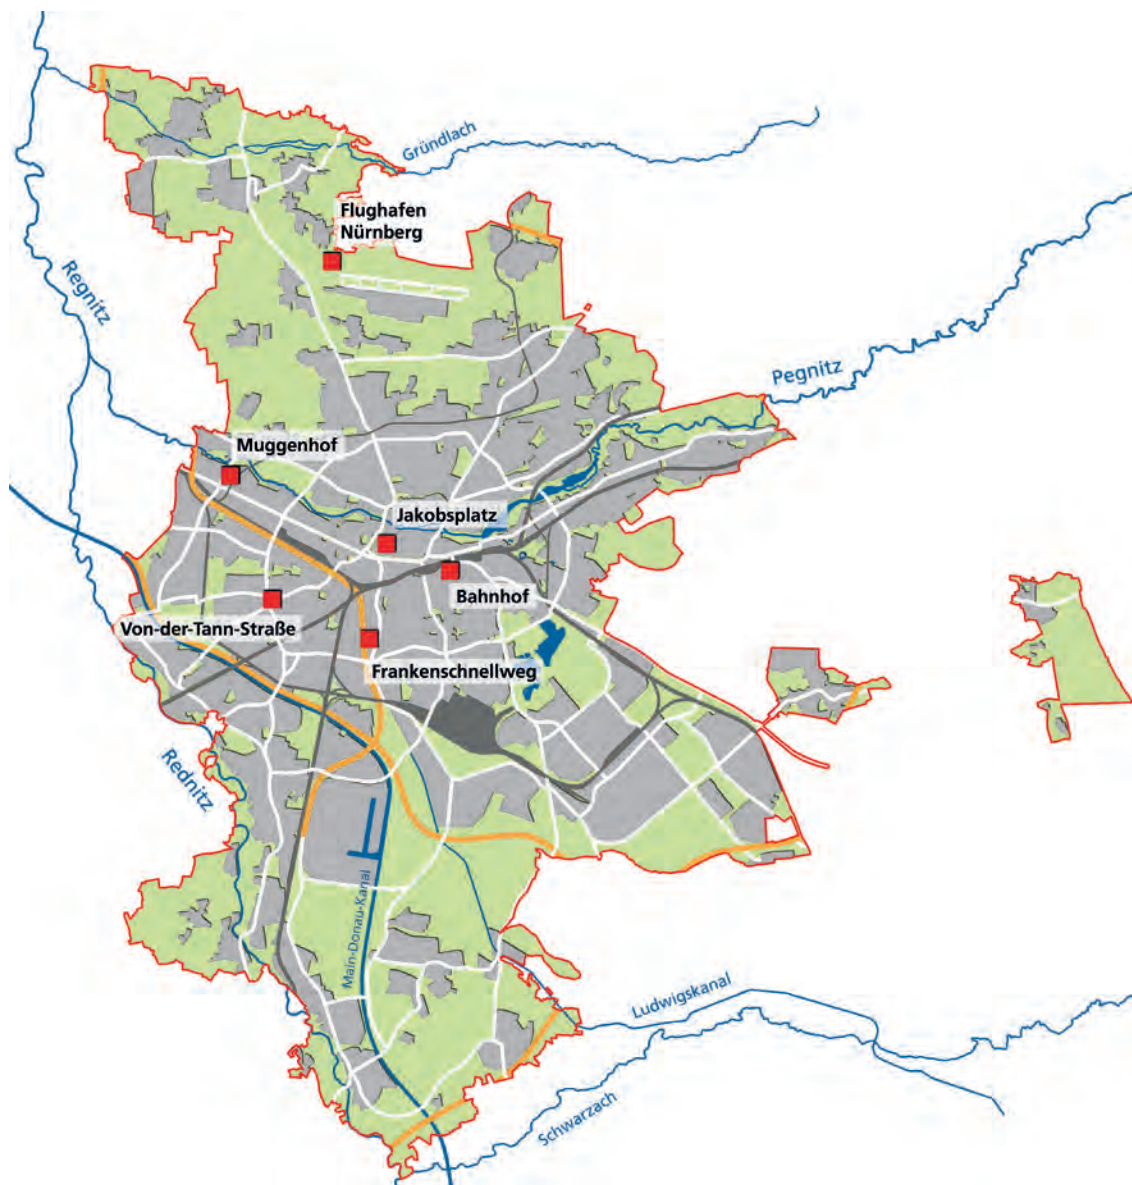 Gründlach
Flughafen
Nürnberg
Regnitz
Pegnitz
Muggenhof
Jakobsplatz
Bahnhof
Von-der-Tann-Straße
Frankenschnellweg
Rednitz
Main-Donau-Kanal
Ludwigskanal
Schwarzach